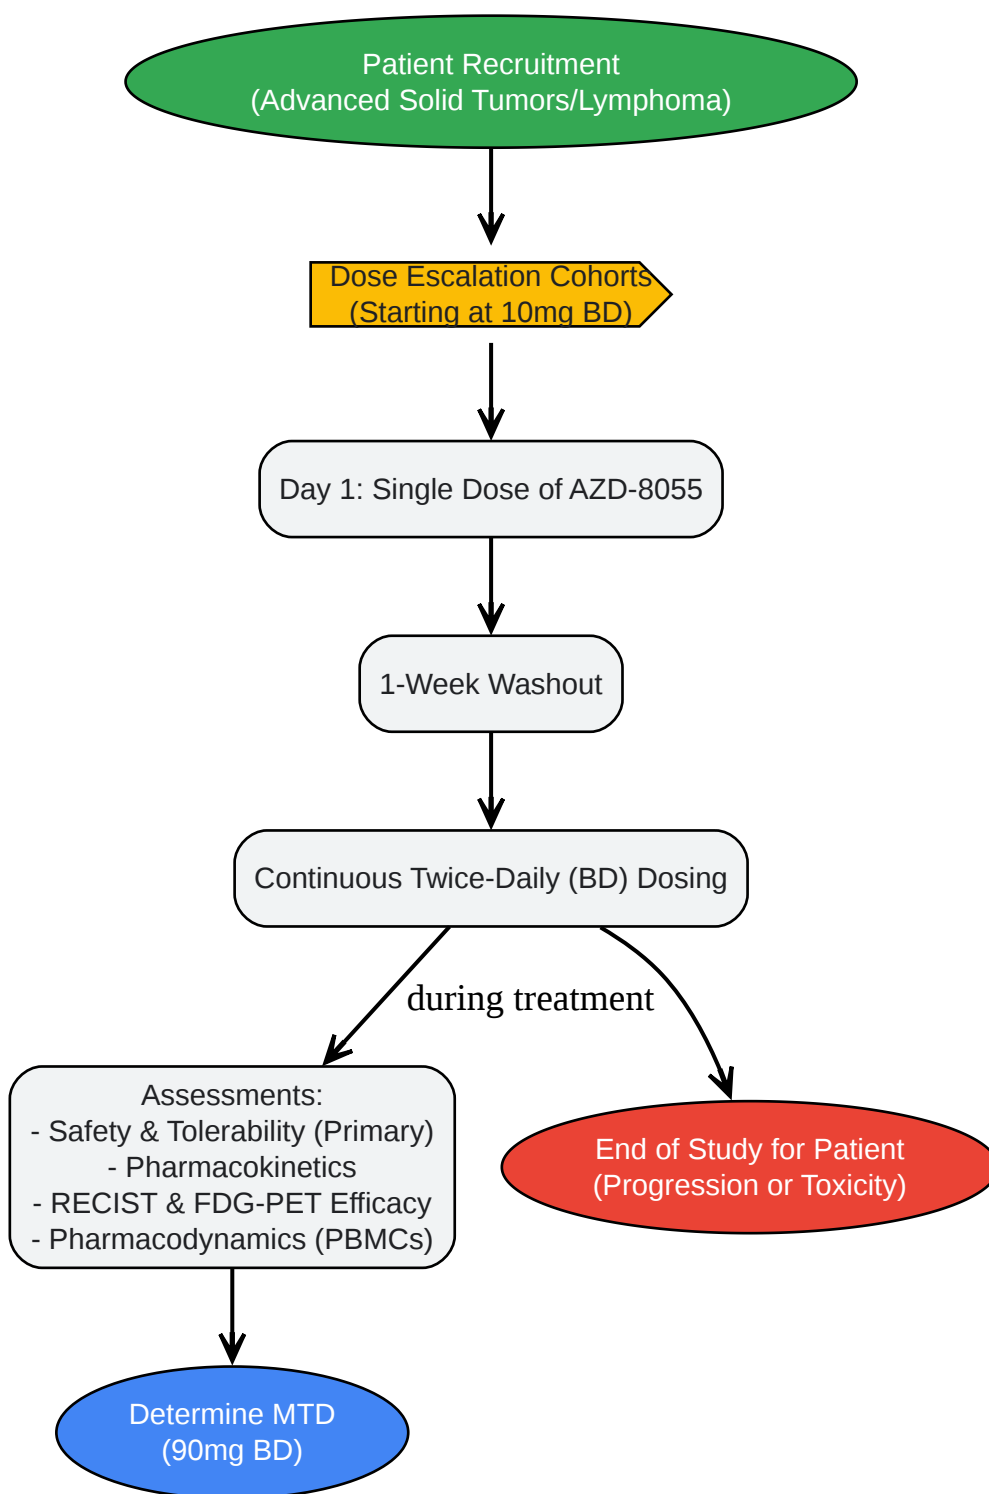 Patient Recruitment
(Advanced Solid Tumors/Lymphoma)
Dose Escalation Cohorts
(Starting at 10mg BD)
Day 1: Single Dose of AZD-8055
1-Week Washout
Continuous Twice-Daily (BD) Dosing
during treatment
Assessments:
- Safety & Tolerability (Primary)
- Pharmacokinetics
- RECIST & FDG-PET Efficacy
- Pharmacodynamics (PBMCs)
End of Study for Patient
(Progression or Toxicity)
Determine MTD
(90mg BD)